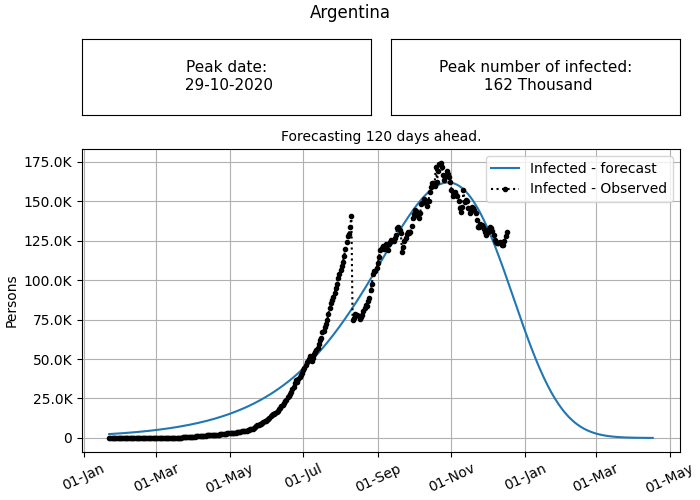 Argentina
Peak date:
29-10-2020
Peak number of infected:
162 Thousand
Forecasting 120 days ahead.
175.0K
150.0K
125.0K
100.0K
75.0K
50.0K
25.0K
0
Persons
Infected - forecast
Infected - Observed
01-Jan
01-Mar
01-May
01-Jul
01-Sep
01-Nov
01-Jan
01-Mar
01-May